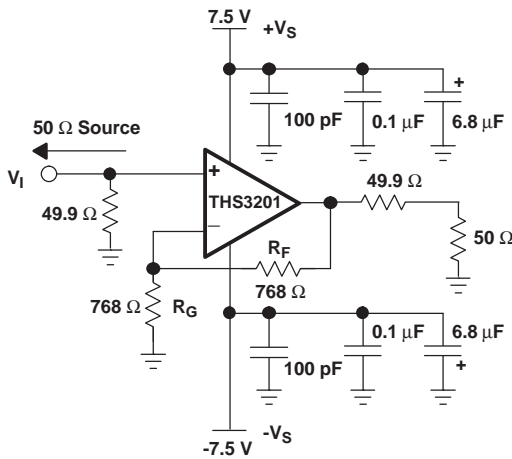 7.5 V
+VS
+
100 pF
0.1 µF
6.8 µF
50 Ω Source
VI
49.9 Ω
+
THS3201
−
49.9 Ω
50 Ω
RF
768 Ω
768 Ω
RG
0.1 µF
6.8 µF
100 pF
+
-7.5 V
-VS